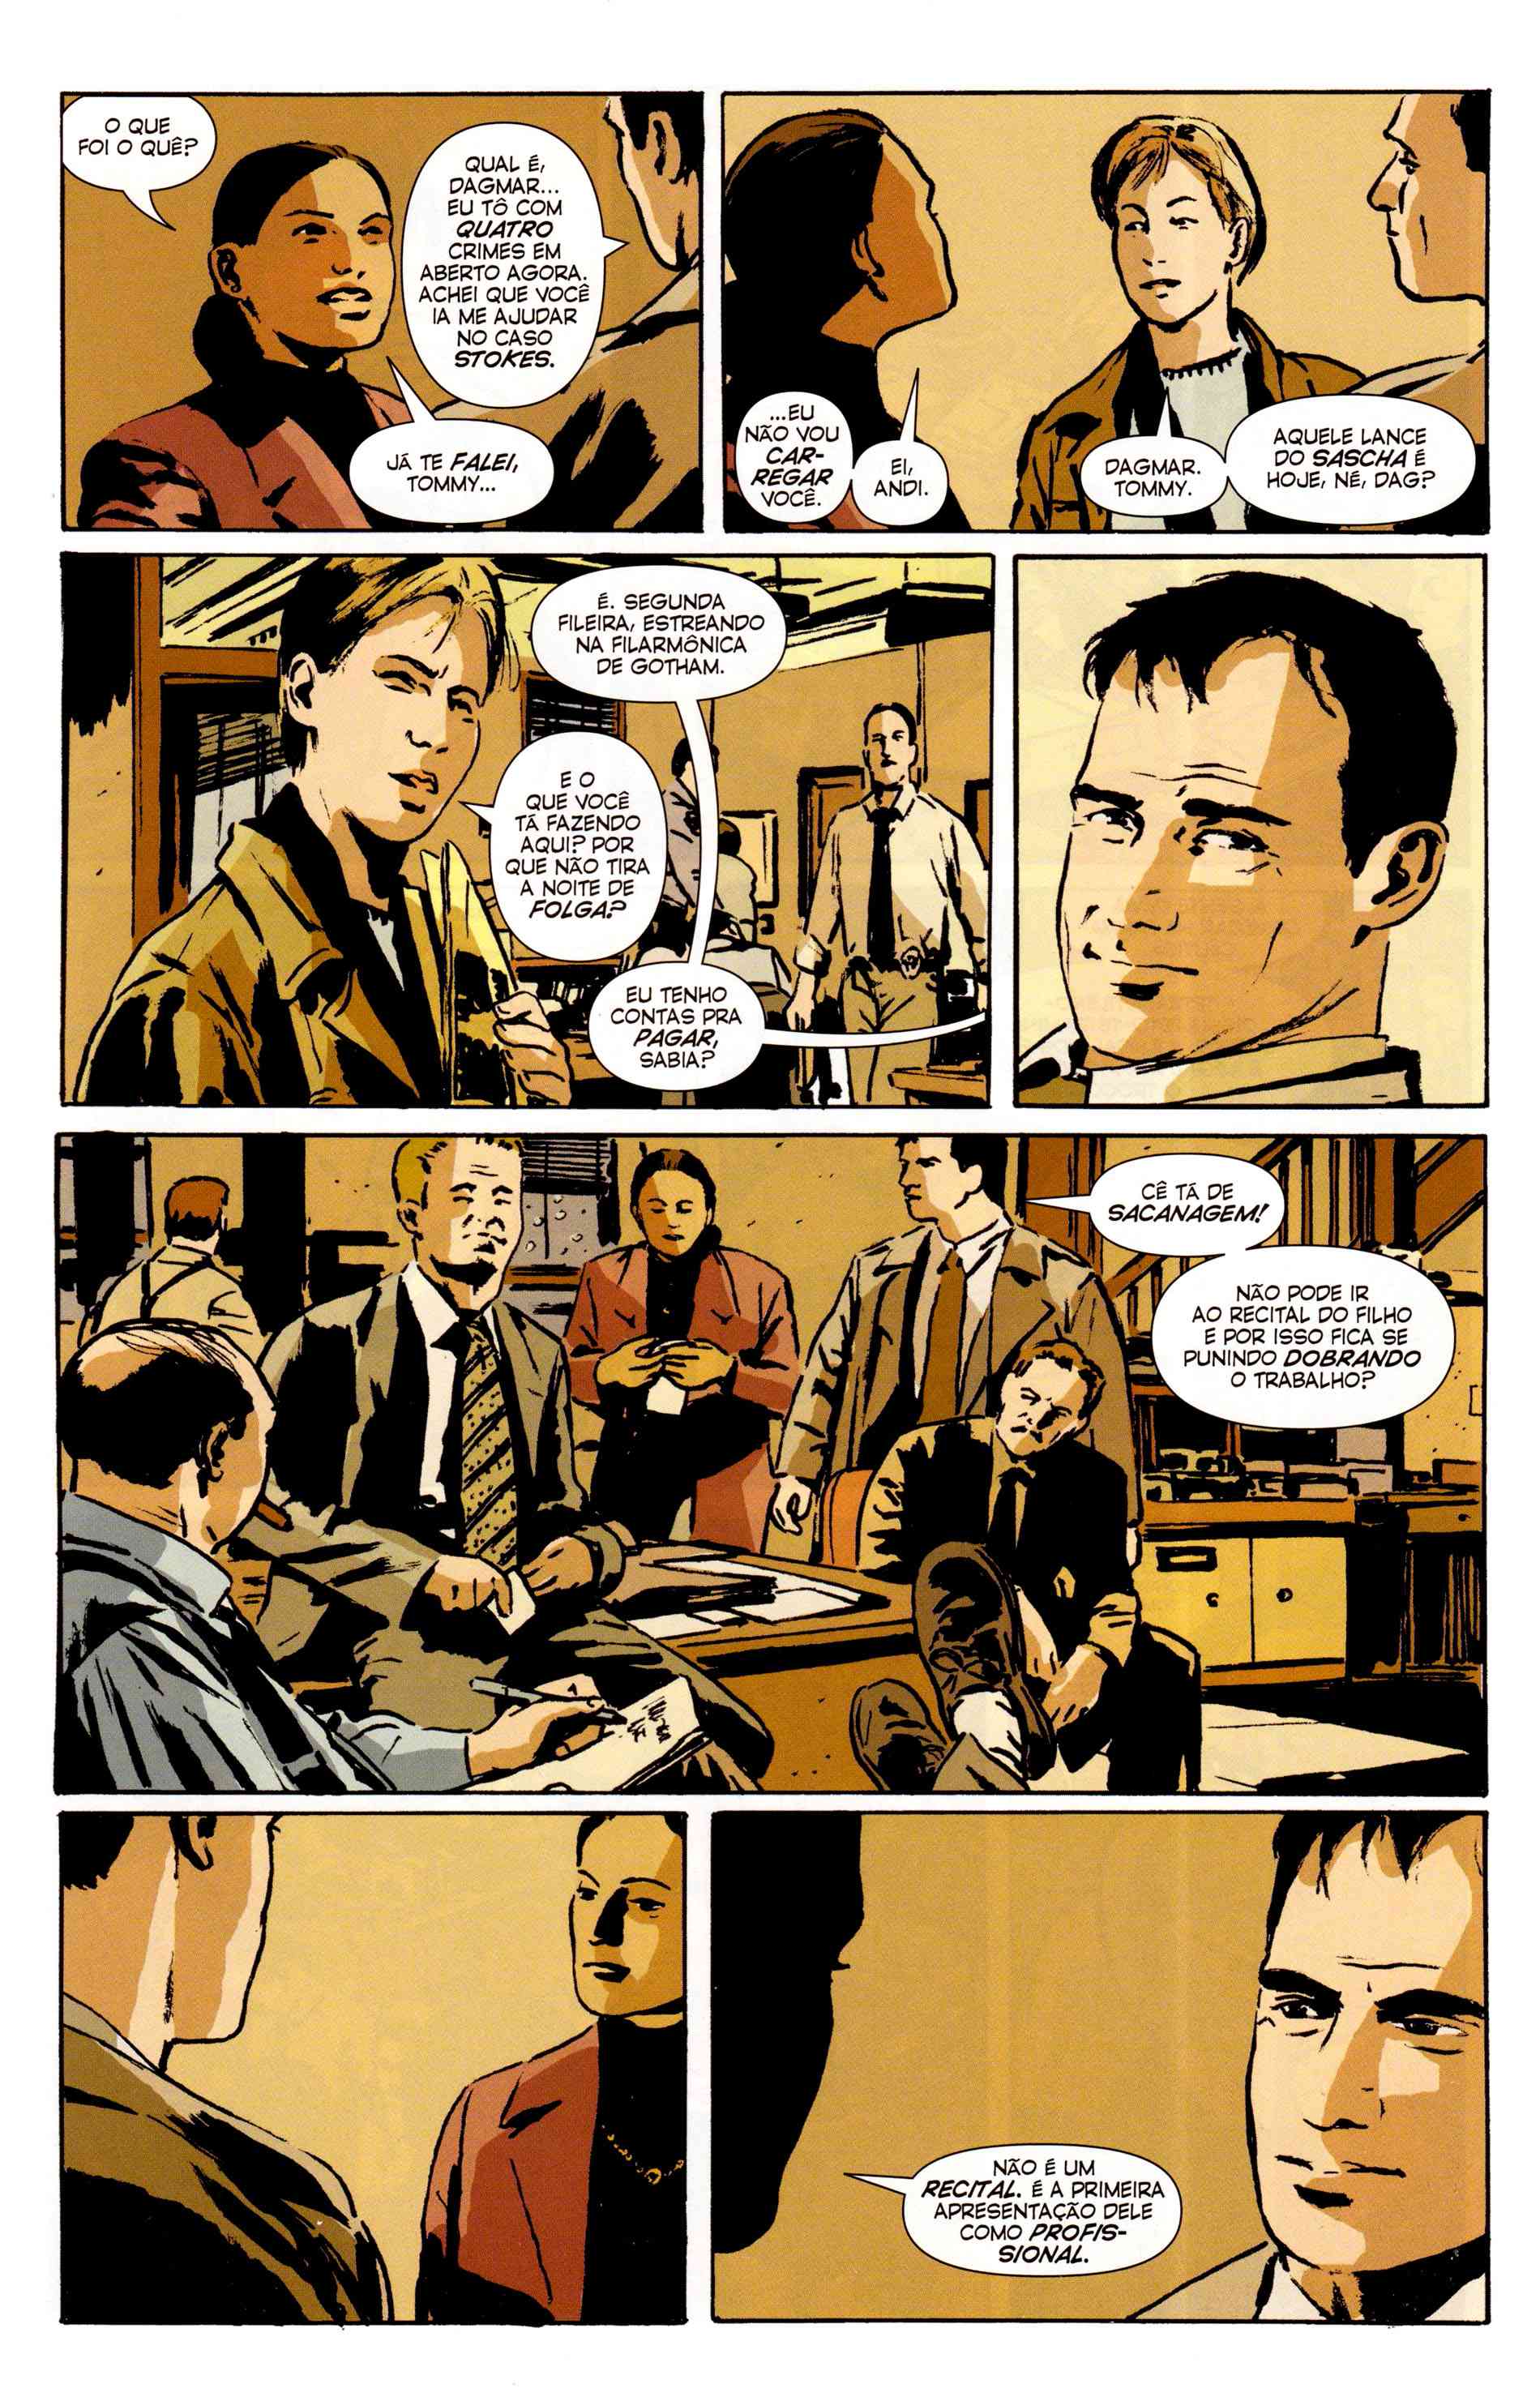 O QUE
FOI O QUÊ?
QUAL É,
DAGMAR...
EU TÔ COM
QUATRO
CRIMES EM
ABERTO AGORA.
ACHEI QUE VOCÊ
IA ME AJUDAR
NO CASO
STOKES.
JÁ TE FALEI,
TOMMY...
...EU
NÃO VOU
CAR-
REGAR
VOCÊ.
EI,
ANDI.
DAGMAR.
TOMMY.
AQUELE LANCE
DO SASCHA É
HOJE, NÉ, DAG?
É. SEGUNDA
FILEIRA, ESTREANDO
NA FILARMÔNICA
DE GOTHAM.
E O
QUE VOCÊ
TÁ FAZENDO
AQUI? POR
QUE NÃO TIRA
A NOITE DE
FOLGA?
EU TENHO
CONTAS PRA
PAGAR,
SABIA?
CÊ TÁ DE
SACANAGEM!
NÃO PODE IR
AO RECITAL DO FILHO
E POR ISSO FICA SE
PUNINDO DOBRANDO
O TRABALHO?
NÃO É UM
RECITAL. É A PRIMEIRA
APRESENTAÇÃO DELE
COMO PROFIS-
SIONAL.